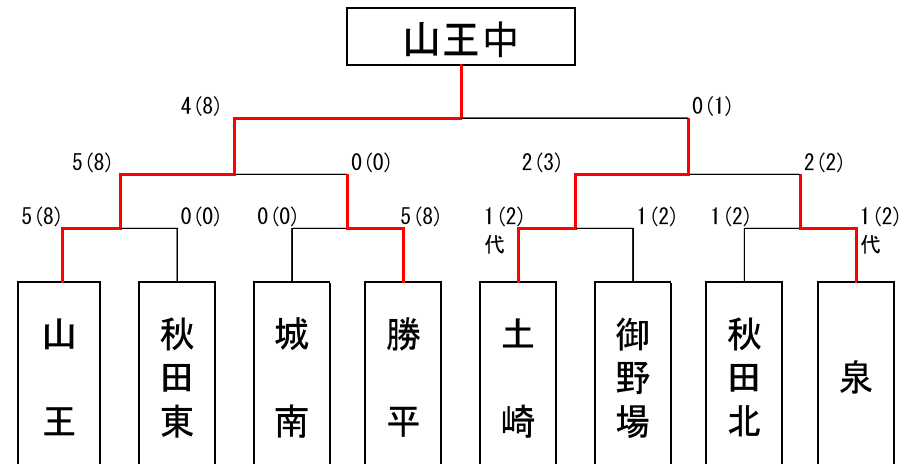 山王中
4(8) 0(1)
5(8) 0(0) 2(3) 2(2)
5(8) 0(0) 0(0) 5(8) 1(2) 1(2) 1(2) 1(2)
代 代
山王
秋田東
城南
勝平
土崎
御野場
秋田北
泉